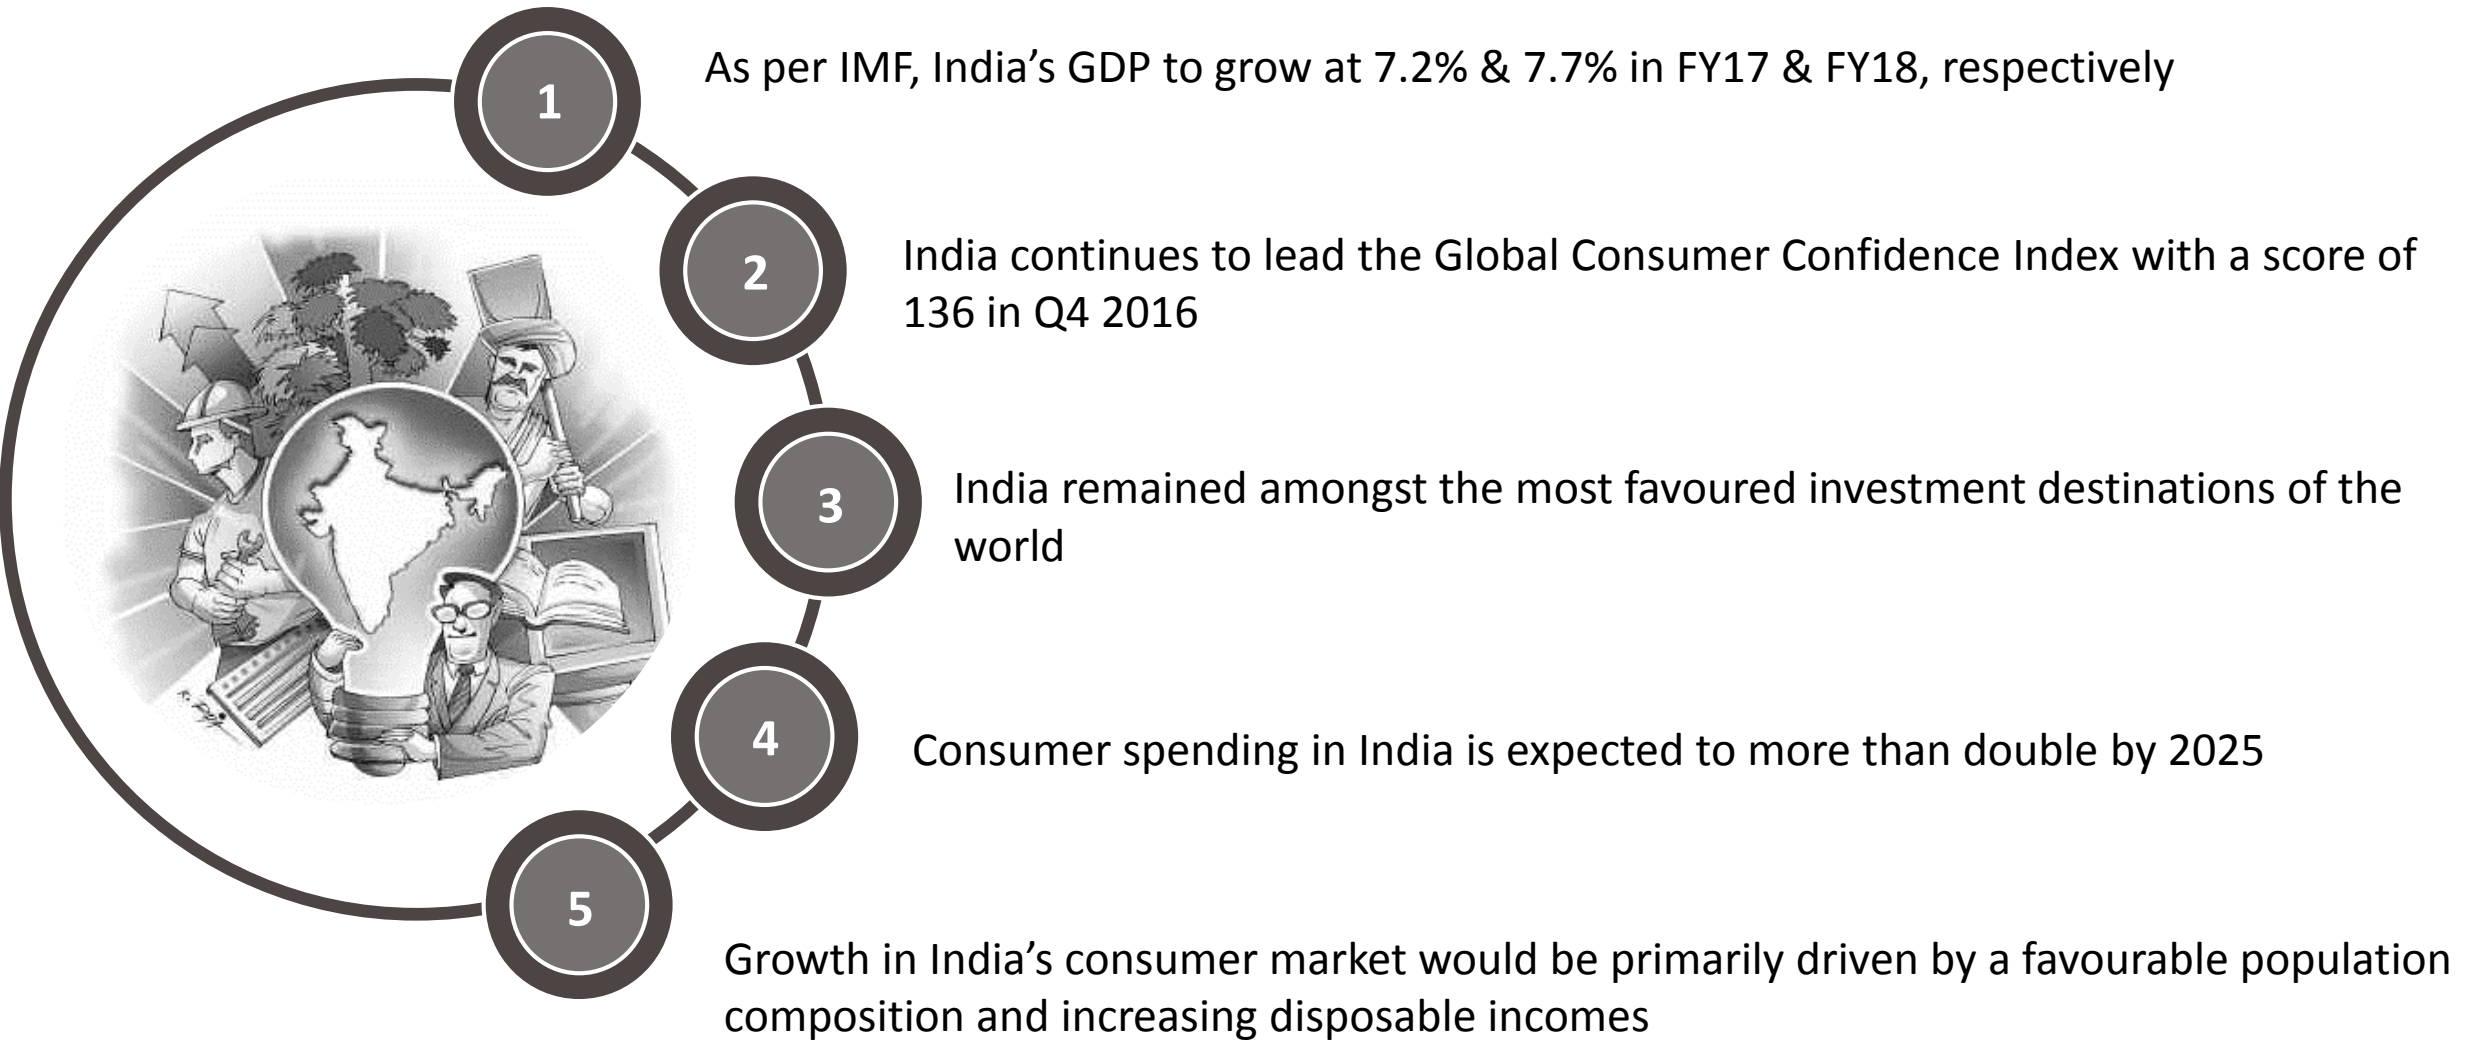 1
As per IMF, India’s GDP to grow at 7.2% & 7.7% in FY17 & FY18, respectively
2
India continues to lead the Global Consumer Confidence Index with a score of
136 in Q4 2016
3
India remained amongst the most favoured investment destinations of the
world
4
Consumer spending in India is expected to more than double by 2025
5
Growth in India’s consumer market would be primarily driven by a favourable population
composition and increasing disposable incomes